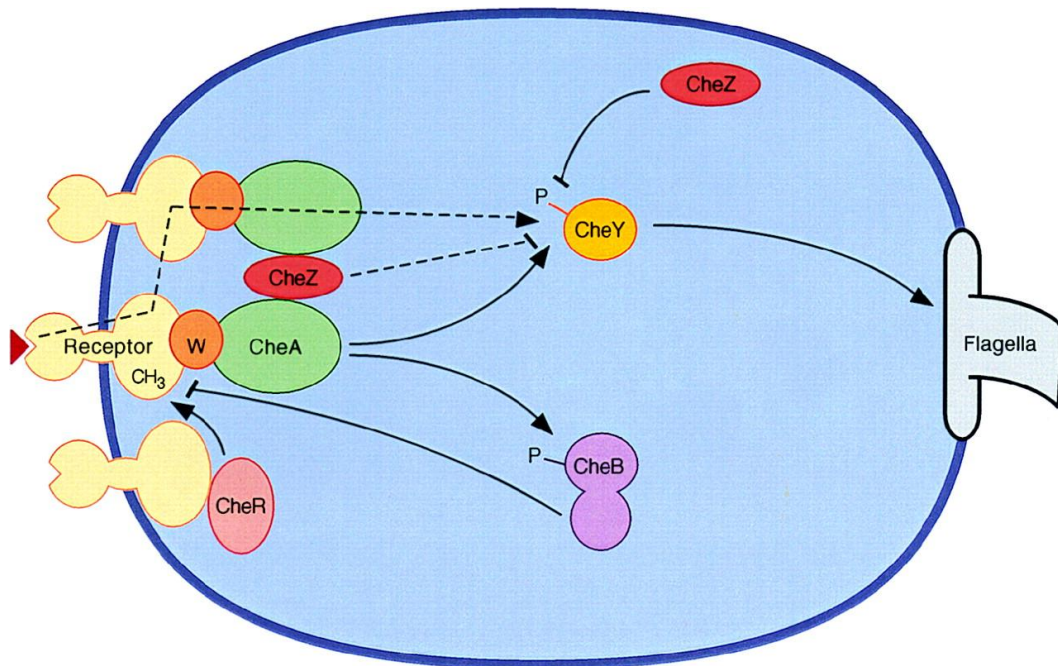 CheZ
P
CheY
CheZ
Receptor
W
CheA
CH3
Flagella
P
CheB
CheR